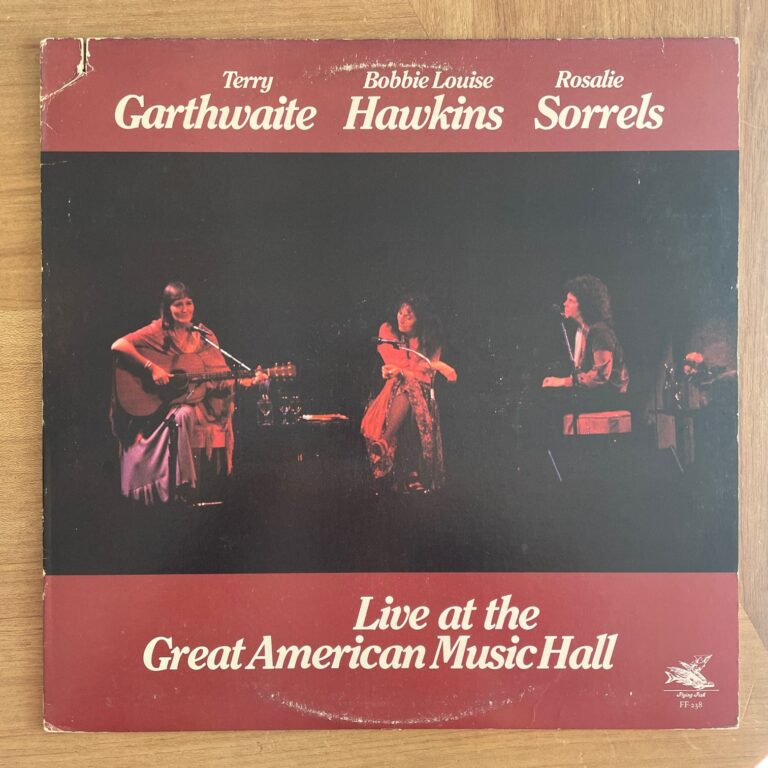 Terry Bobbie Louise Rosalie
Garthwaite Hawkins Sorrels
Live at the
Great American Music Hall
Flying Fish
FF-238